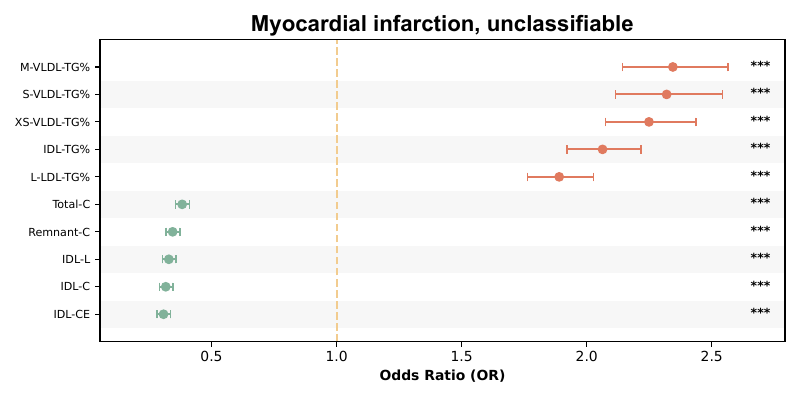 Myocardial infarction, unclassifiable
M-VLDL-TG% ***
S-VLDL-TG% ***
XS-VLDL-TG% ***
IDL-TG% ***
L-LDL-TG% ***
Total-C ***
Remnant-C ***
IDL-L ***
IDL-C ***
IDL-CE ***
0.5 1.0 1.5 2.0 2.5
Odds Ratio (OR)